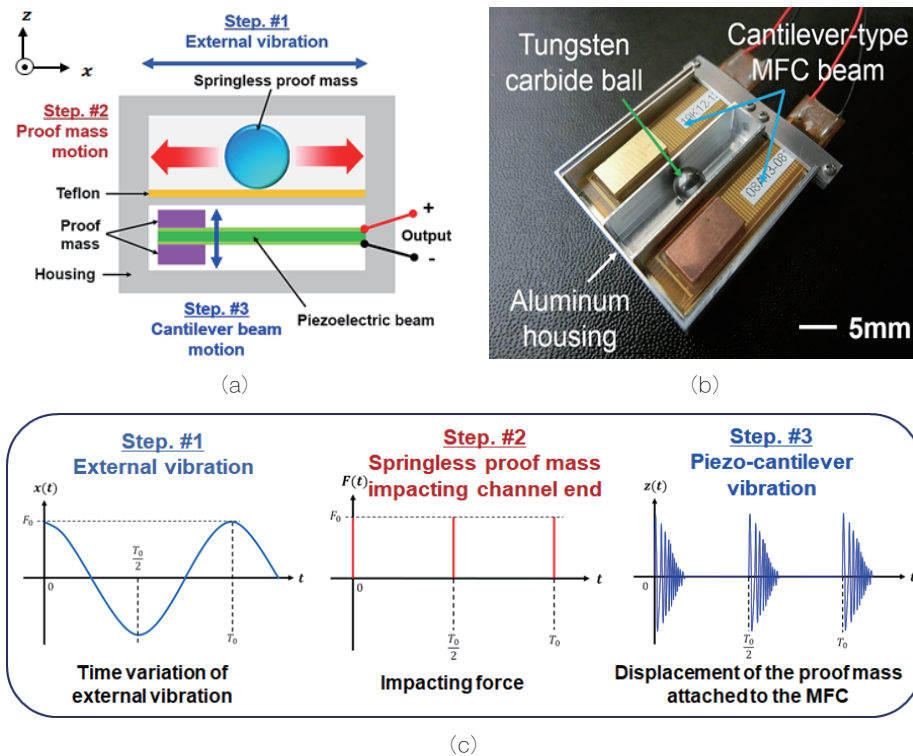 z
x
Step. #1
External vibration
Springless proof mass
Step. #2
Proof mass
motion
Teflon
Proof
mass
Housing
+
Output
-
Step. #3
Cantilever beam
motion
Piezoelectric beam
(a)
Tungsten
carbide ball
Cantilever-type
MFC beam
08A13-08
Aluminum
housing
5mm
(b)
Step. #1
External vibration
x(t)
F₀
0
T₀/2
T₀
t
Time variation of
external vibration
Step. #2
Springless proof mass
impacting channel end
F(t)
F₀
0
T₀/2
T₀
t
Impacting force
Step. #3
Piezo-cantilever
vibration
z(t)
0
T₀/2
T₀
t
Displacement of the proof mass
attached to the MFC
(c)